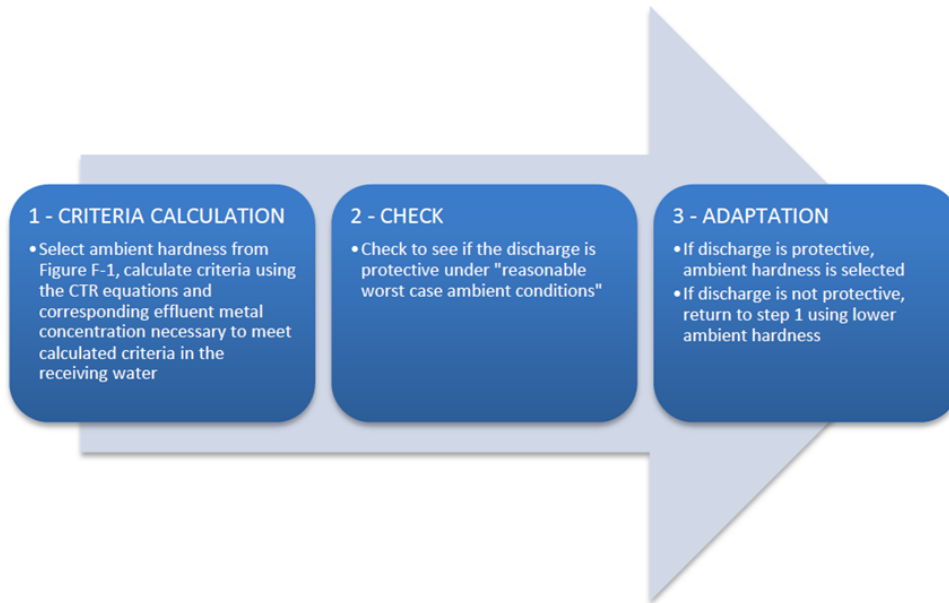 1 - CRITERIA CALCULATION
•Select ambient hardness from
Figure F-1, calculate criteria using
the CTR equations and
corresponding effluent metal
concentration necessary to meet
calculated criteria in the
receiving water
2 - CHECK
•Check to see if the discharge is
protective under "reasonable
worst case ambient conditions"
3 - ADAPTATION
•If discharge is protective,
ambient hardness is selected
•If discharge is not protective,
return to step 1 using lower
ambient hardness